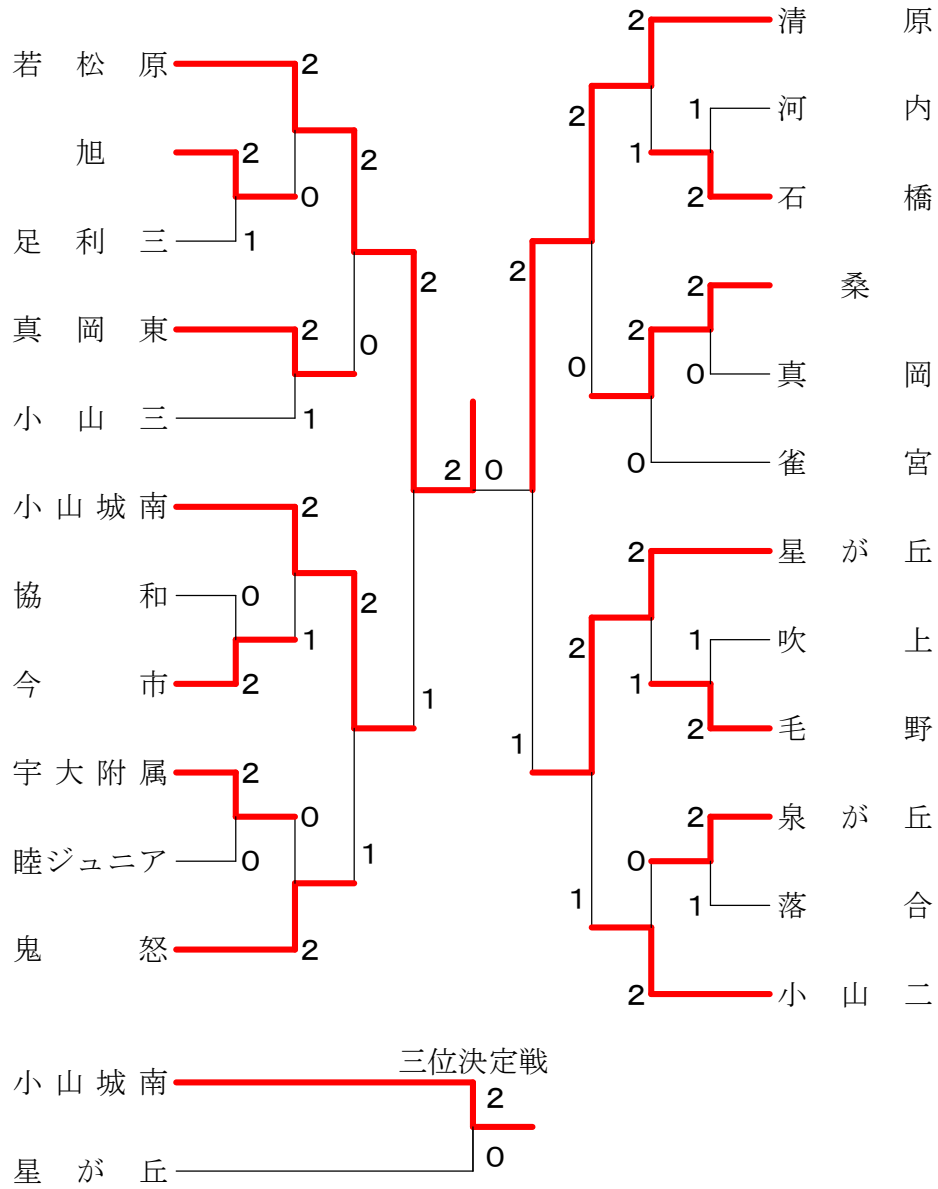 若松原 2
旭 2
0
足利三 1
2
真岡東 2
0
小山三 1
2
小山城南 2
協和 0
1
今市 2
2
宇大附属 2
0
睦ジュニア 0
1
鬼怒 2
1
2 0
2 清原
1 河内
2
1
2 石橋
2
2 桑
2
0 真岡
0
0 雀宮
2 星が丘
1 吹上
2
1
2 毛野
1
2 泉が丘
0
1 落合
1
2 小山二
三位決定戦
小山城南 2
星が丘 0